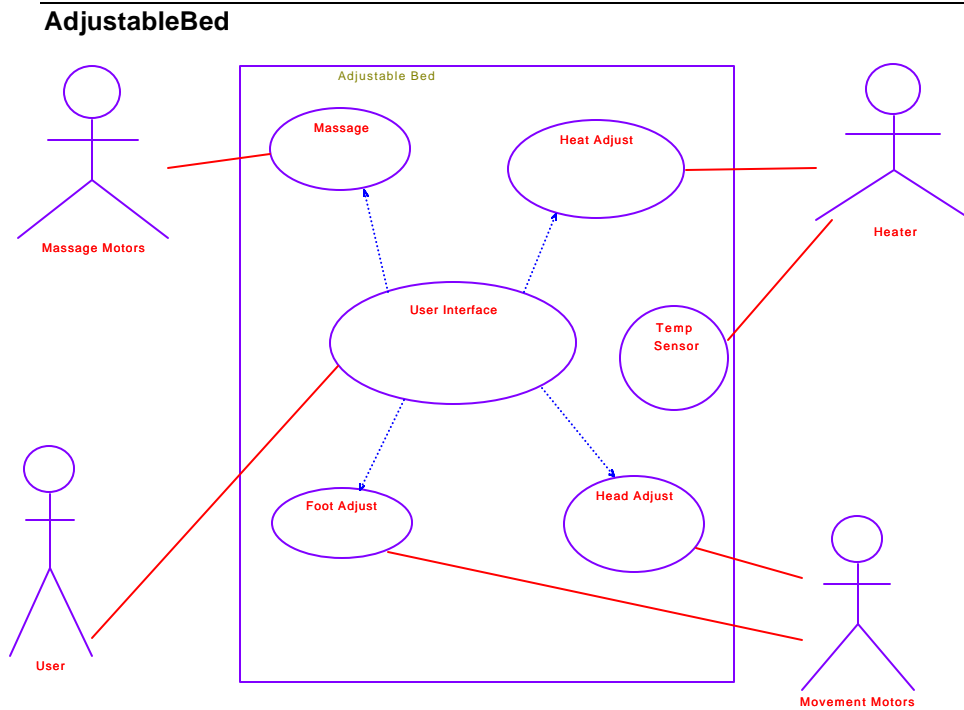 AdjustableBed
Adjustable Bed
Massage
Heat Adjust
Massage Motors
Heater
User Interface
Temp
Sensor
Foot Adjust
Head Adjust
User
Movement Motors